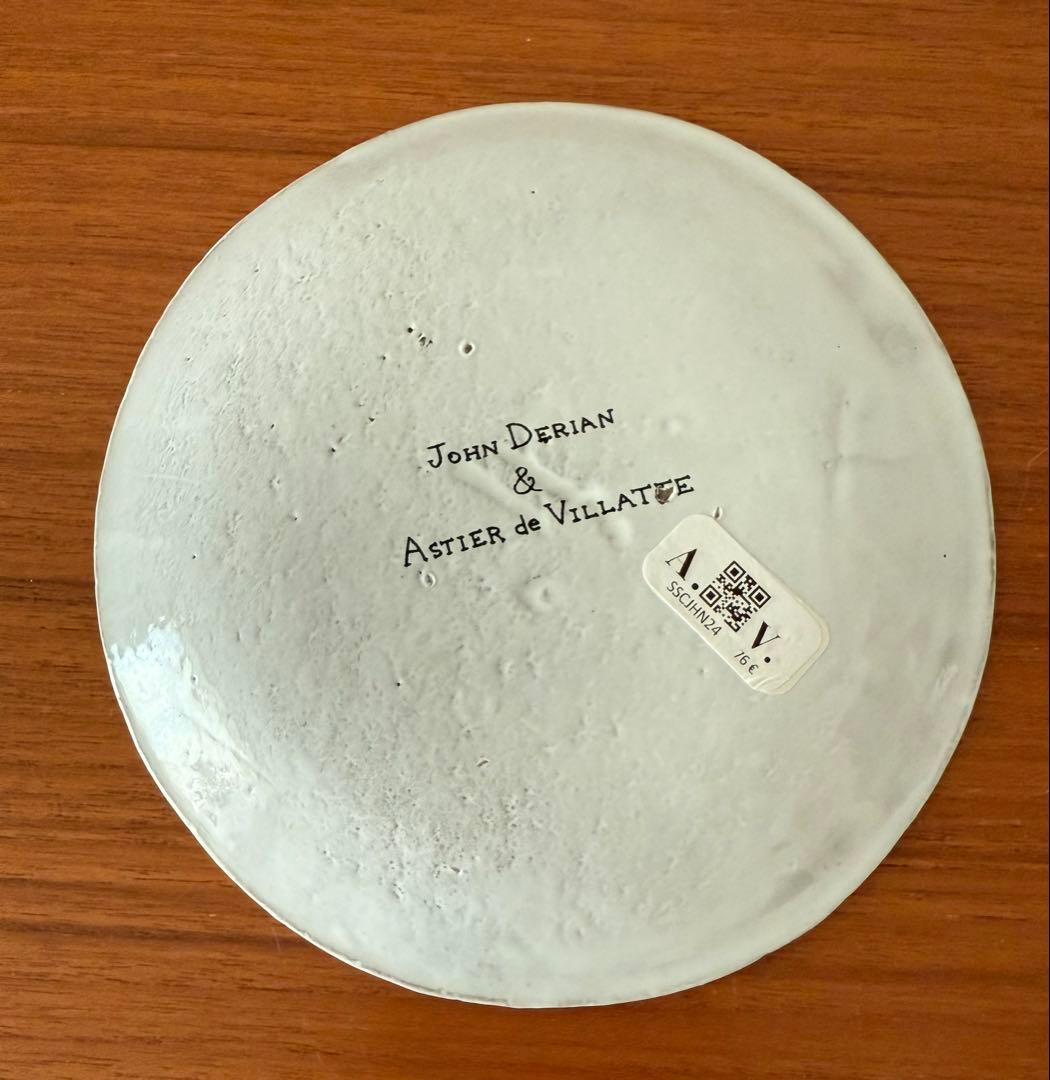 JOHN DERIAN
&
ASTIER de VILLATTE
A.
SSCJHN24
V.
76 €